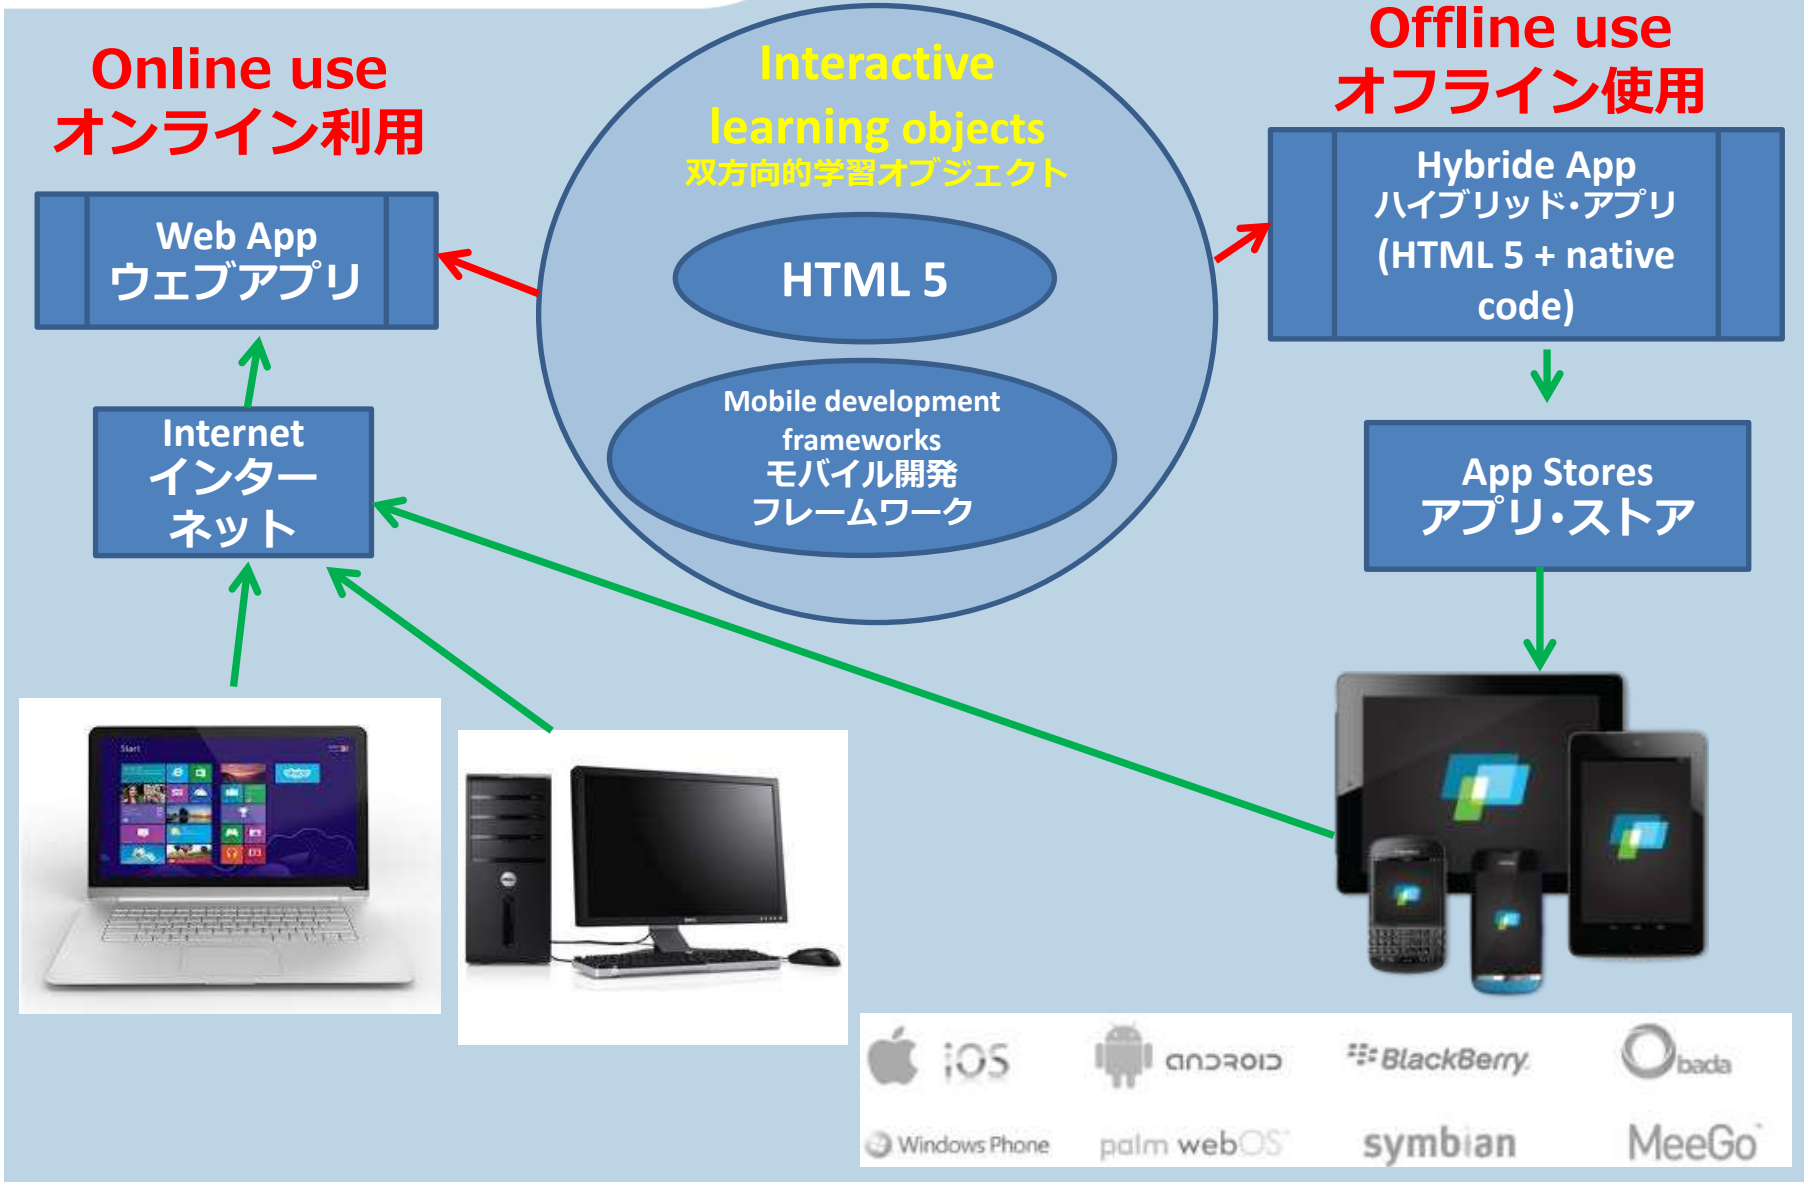 Online use
オンライン利用
Web App
ウェブアプリ
Internet
インター
ネット
Interactive
learning objects
双方向的学習オブジェクト
HTML 5
Mobile development
frameworks
モバイル開発
フレームワーク
Offline use
オフライン使用
Hybride App
ハイブリッド・アプリ
(HTML 5 + native
code)
App Stores
アプリ・ストア
Start
iOS
ANDROID
BlackBerry.
bada
Windows Phone
palm webOS
symbian
MeeGo™